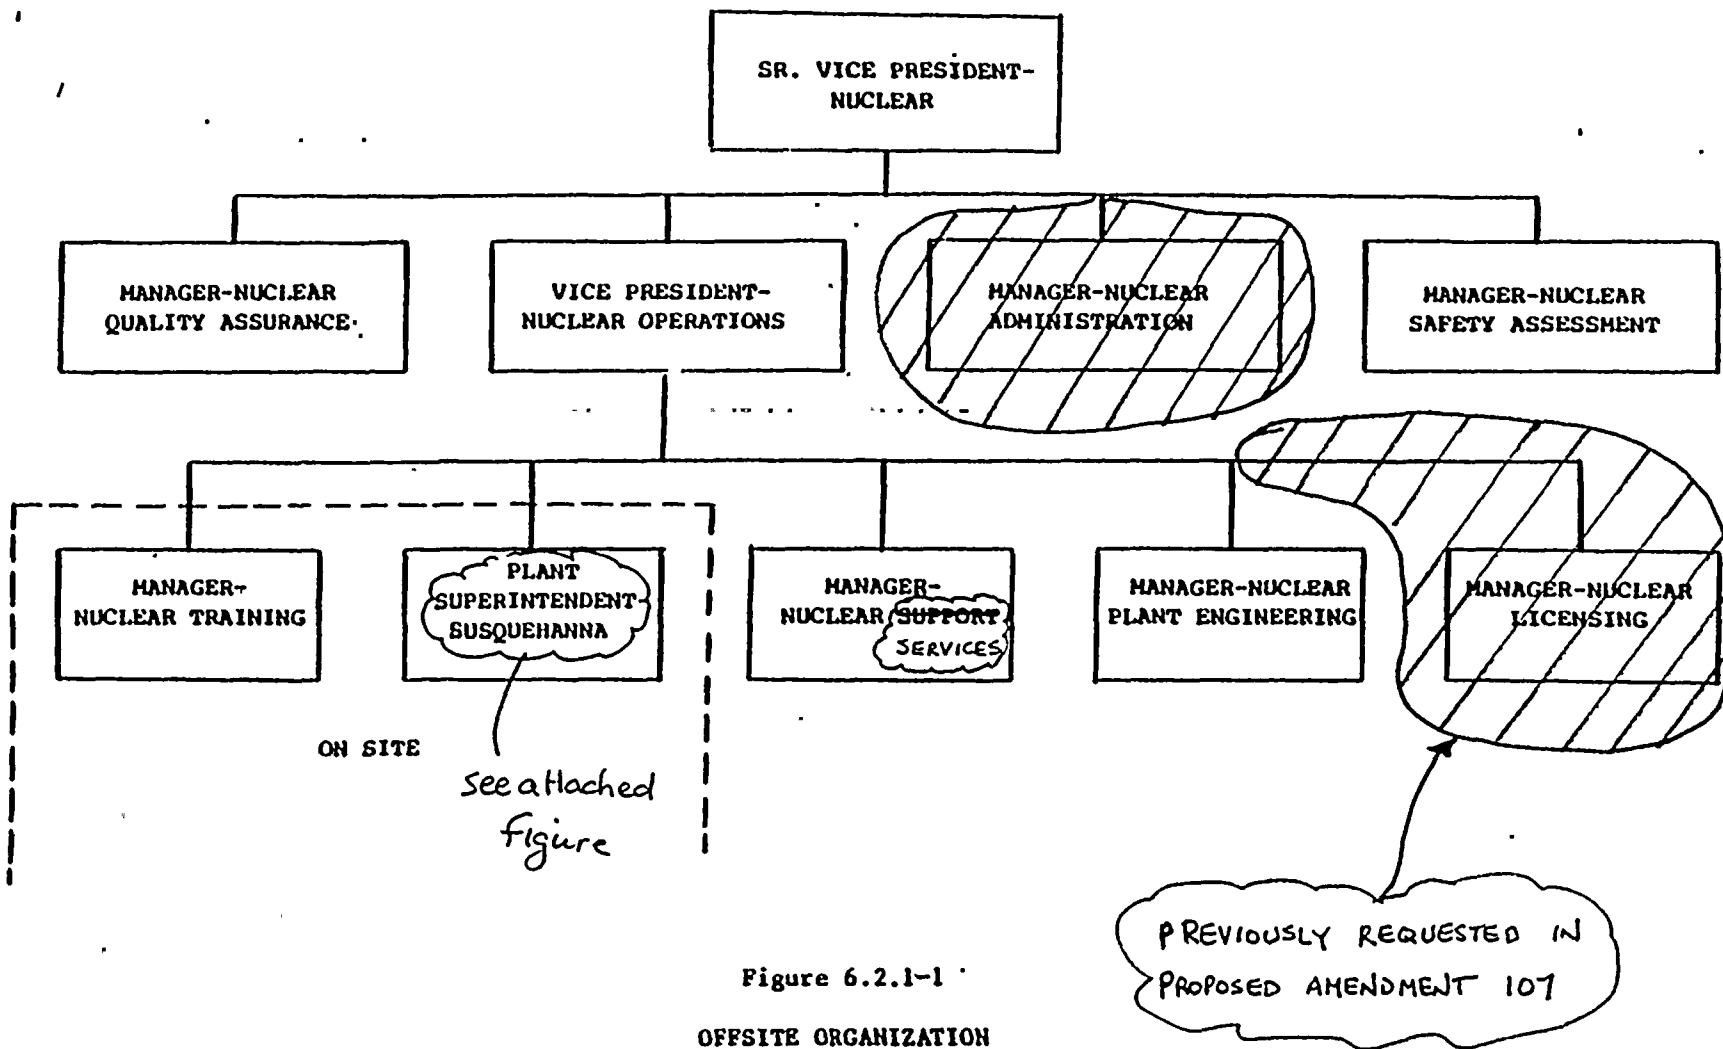 SR. VICE PRESIDENT-
NUCLEAR
MANAGER-NUCLEAR
QUALITY ASSURANCE
VICE PRESIDENT-
NUCLEAR OPERATIONS
MANAGER-NUCLEAR
ADMINISTRATION
MANAGER-NUCLEAR
SAFETY ASSESSMENT
MANAGER-
NUCLEAR TRAINING
PLANT
SUPERINTENDENT-
SUSQUEHANNA
MANAGER-
NUCLEAR SUPPORT
SERVICES
MANAGER-NUCLEAR
PLANT ENGINEERING
MANAGER-NUCLEAR
LICENSING
ON SITE
see attached
figure
PREVIOUSLY REQUESTED IN
PROPOSED AMENDMENT 107
Figure 6.2.1-1
OFFSITE ORGANIZATION